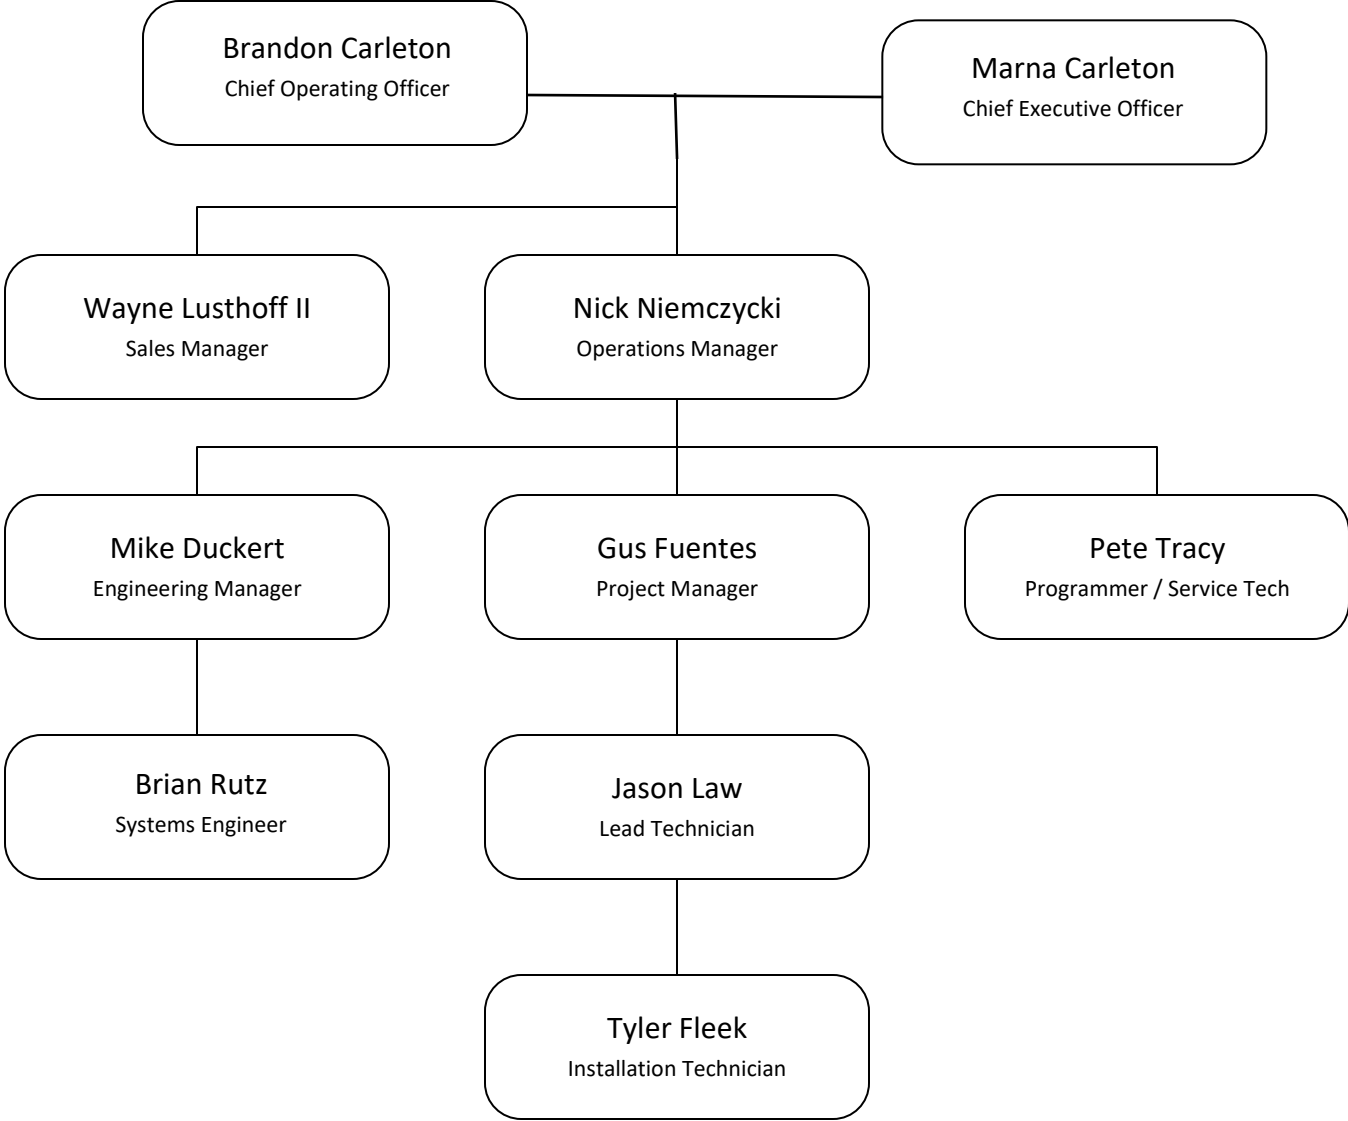 Brandon Carleton
Chief Operating Officer
Marna Carleton
Chief Executive Officer
Wayne Lusthoff II
Sales Manager
Nick Niemczycki
Operations Manager
Mike Duckert
Engineering Manager
Gus Fuentes
Project Manager
Pete Tracy
Programmer / Service Tech
Brian Rutz
Systems Engineer
Jason Law
Lead Technician
Tyler Fleek
Installation Technician